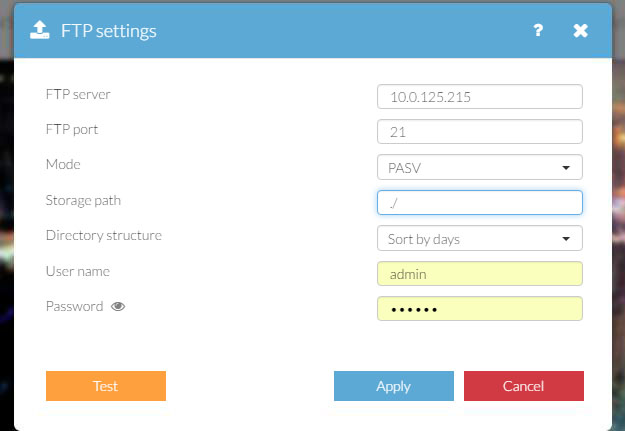 FTP settings ?
FTP server 10.0.125.215
FTP port 21
Mode PASV
Storage path ./
Directory structure Sort by days
User name admin
Password ••••••
Test Apply Cancel